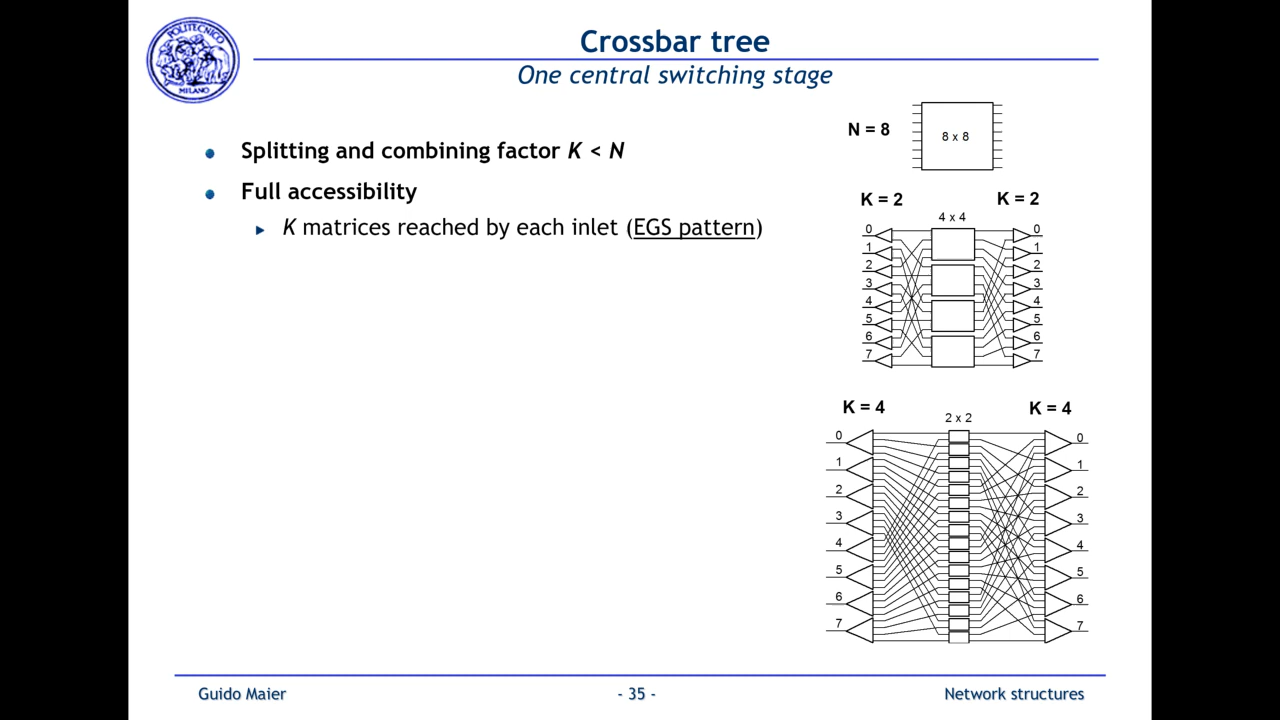 POLITECNICO
MILANO
Crossbar tree
One central switching stage
Splitting and combining factor K < N
Full accessibility
K matrices reached by each inlet (EGS pattern)
N = 8
8 x 8
K = 2
K = 2
4 x 4
0 0
1 1
2 2
3 3
4 4
5 5
6 6
7 7
K = 4
K = 4
2 x 2
0 0
1 1
2 2
3 3
4 4
5 5
6 6
7 7
Guido Maier
- 35 -
Network structures